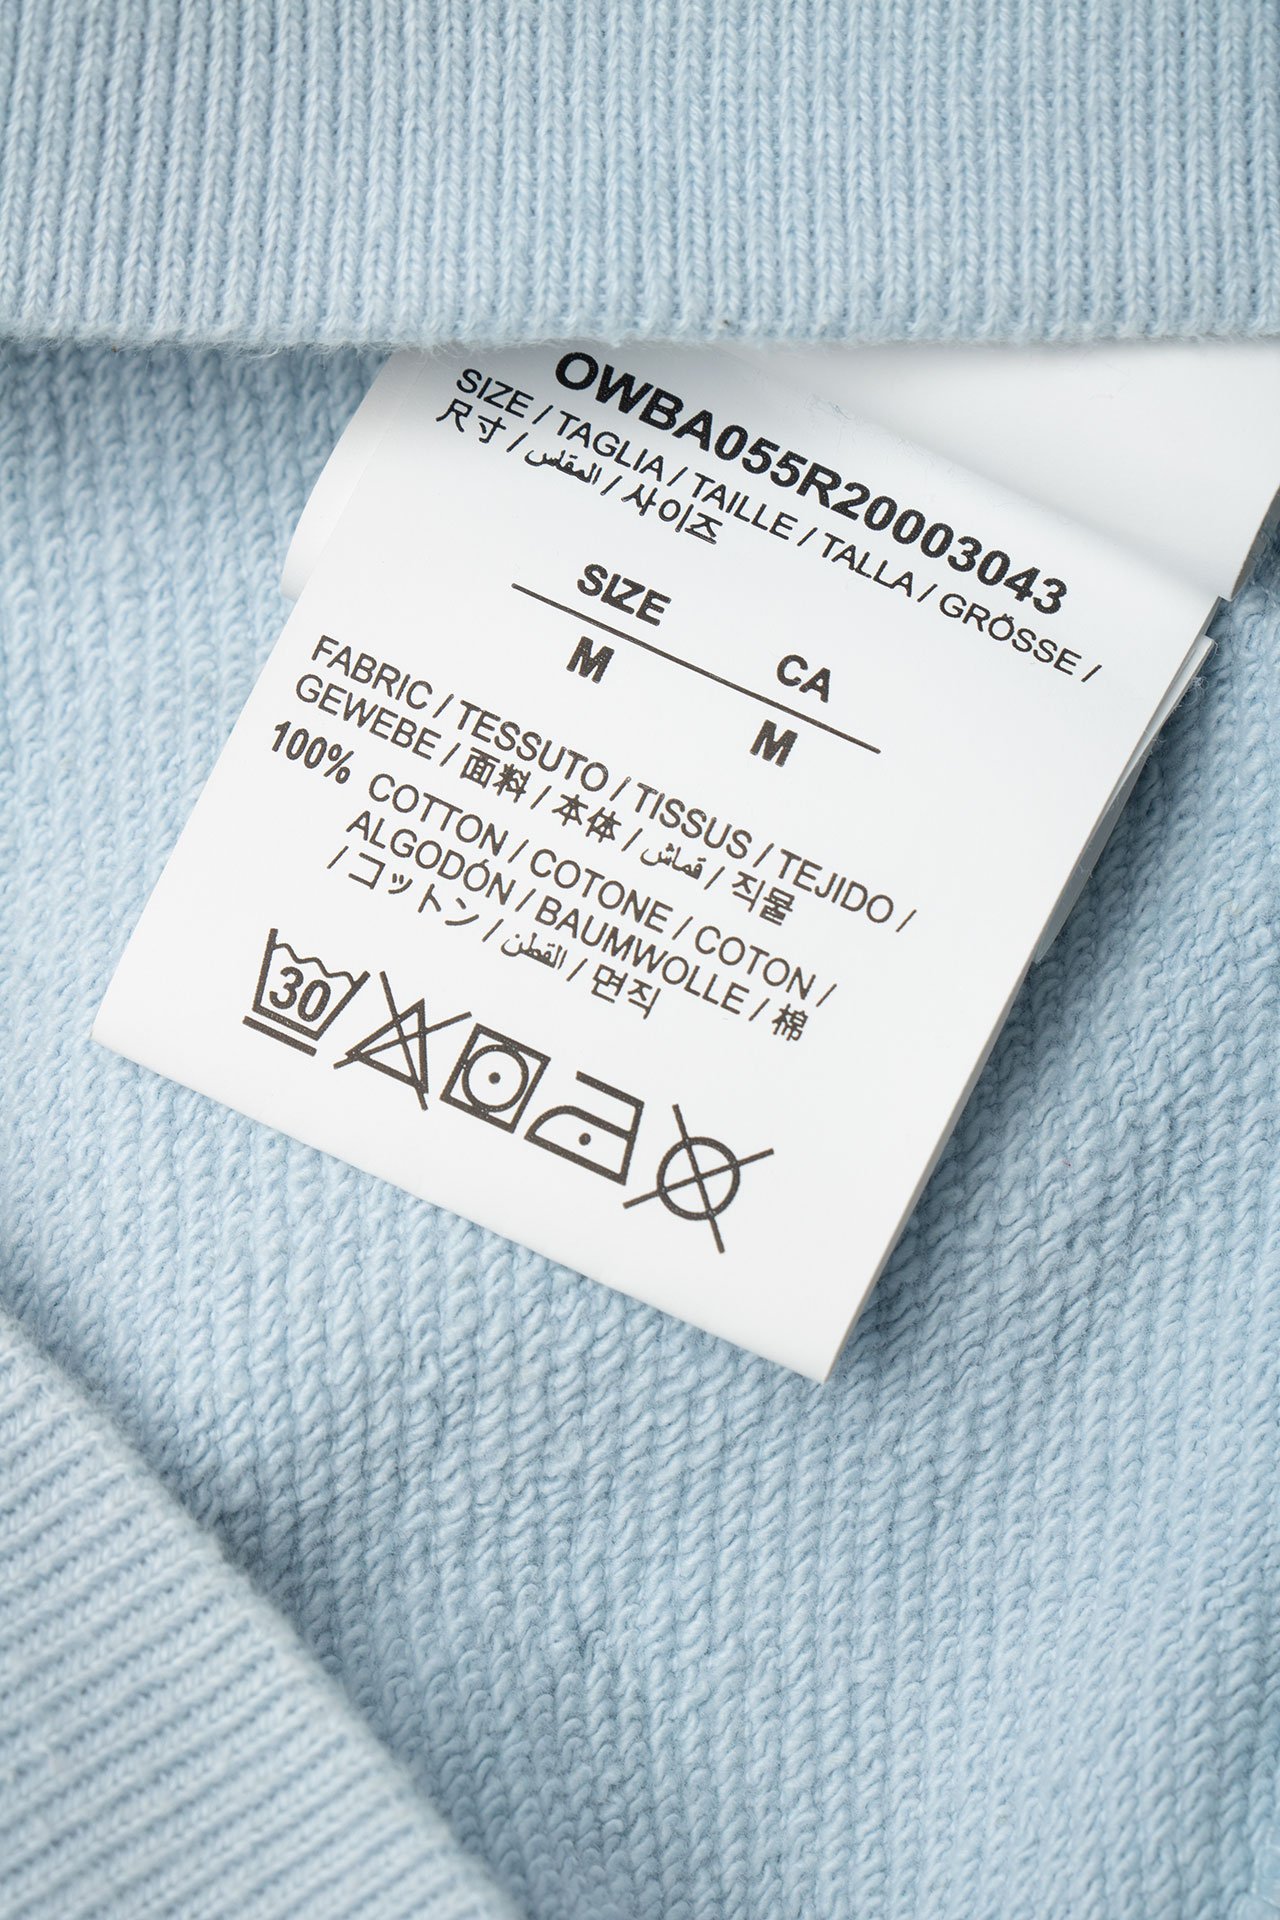 OWBA055R20003043
SIZE / TAGLIA / TAILLE / TALLA / GRÖSSE /
尺寸 / المقاس / 사이즈
SIZE CA
M M
FABRIC / TESSUTO / TISSUS / TEJIDO /
GEWEBE / 面料 / 本体 / قماش / 직물
100% COTTON / COTONE / COTON /
ALGODÓN / BAUMWOLLE / 棉
/ コットン / القطن / 면직
30